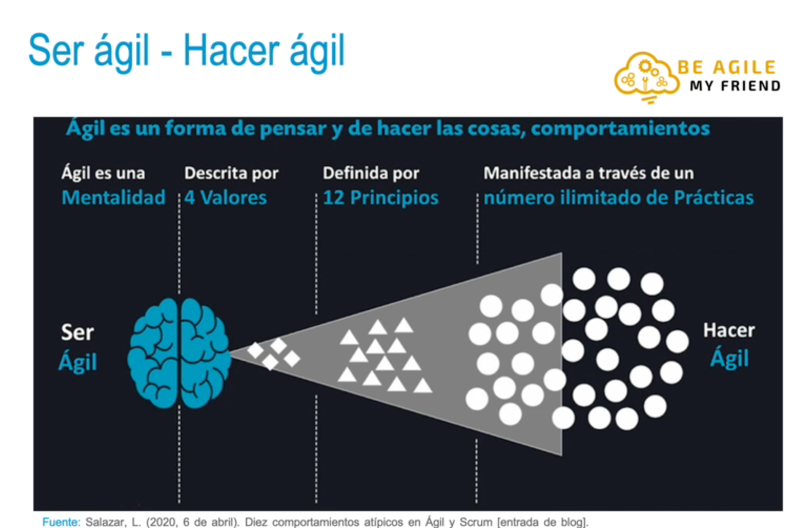 Ser ágil - Hacer ágil
BE AGILE
MY FRIEND
Ágil es un forma de pensar y de hacer las cosas, comportamientos
Ágil es una
Mentalidad
Descrita por
4 Valores
Definida por
12 Principios
Manifestada a través de un
número ilimitado de Prácticas
Ser
Ágil
Hacer
Ágil
Fuente: Salazar, L. (2020, 6 de abril). Diez comportamientos atípicos en Ágil y Scrum [entrada de blog].